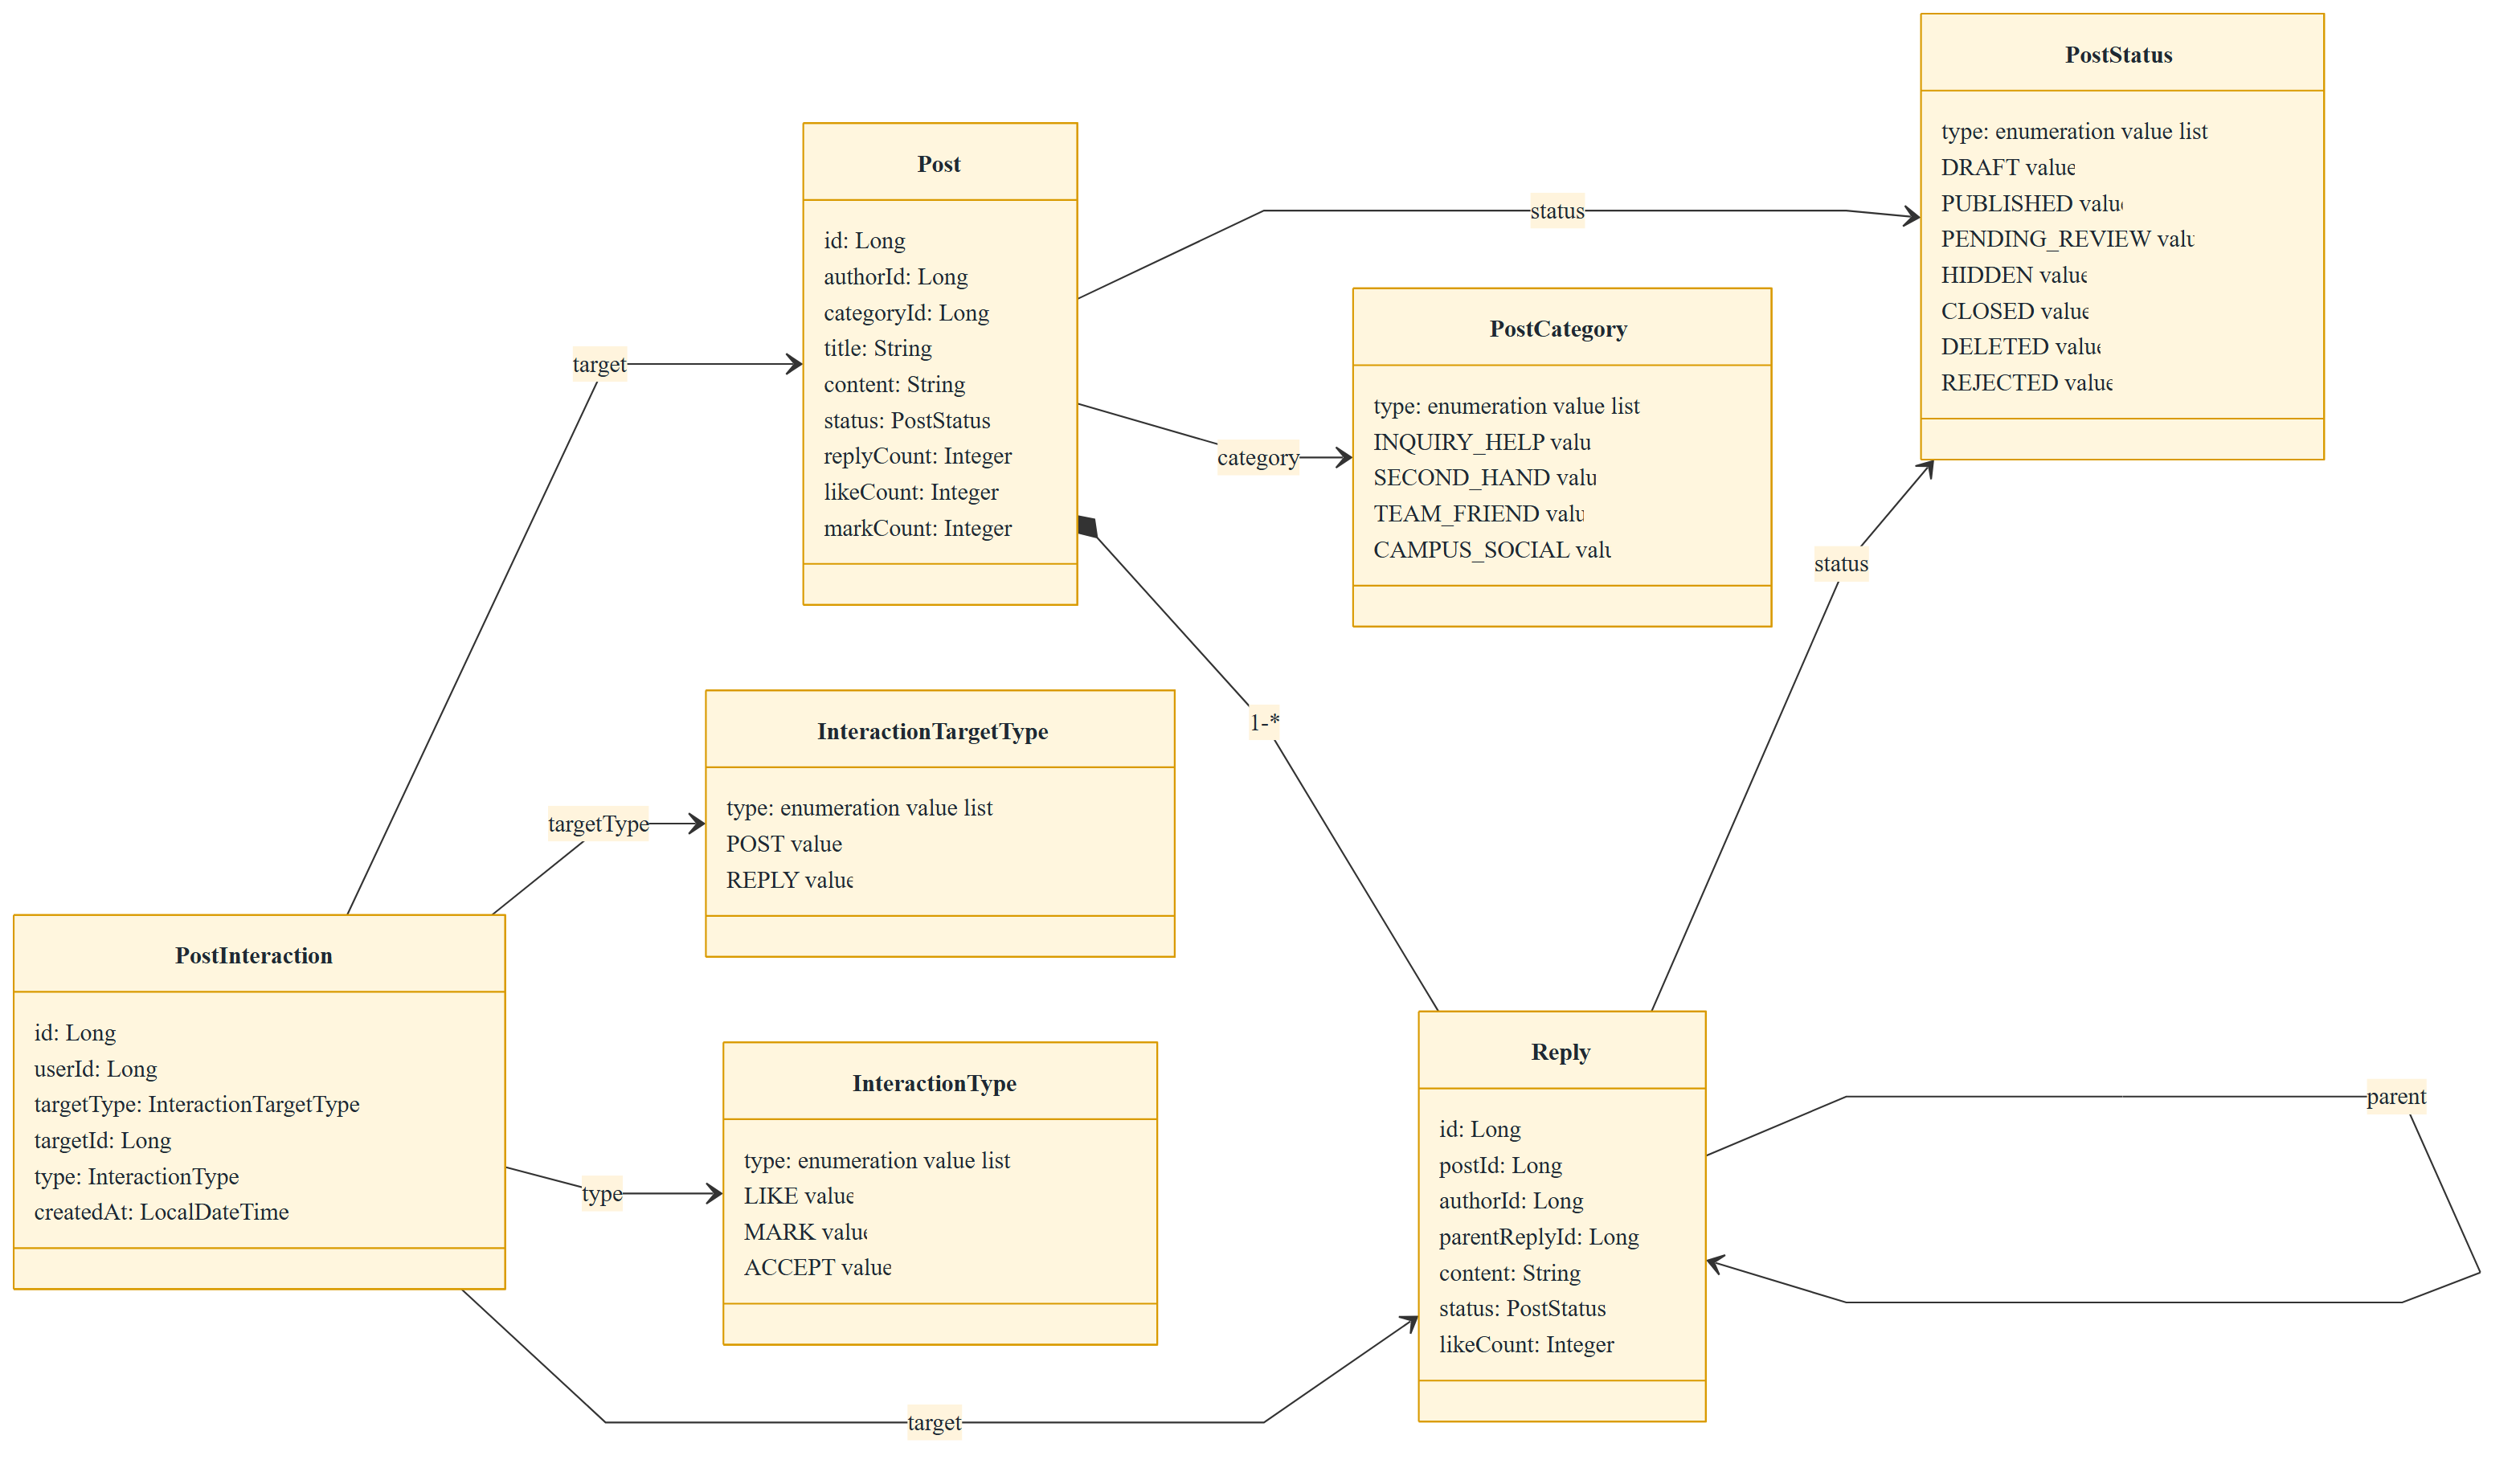 PostStatus
type: enumeration value list
DRAFT value
PUBLISHED value
PENDING_REVIEW valu
HIDDEN value
CLOSED value
DELETED value
REJECTED value
Post
id: Long
authorId: Long
categoryId: Long
title: String
content: String
status: PostStatus
replyCount: Integer
likeCount: Integer
markCount: Integer
status
PostCategory
type: enumeration value list
INQUIRY_HELP valu
SECOND_HAND valu
TEAM_FRIEND valu
CAMPUS_SOCIAL valu
target
category
status
1-*
InteractionTargetType
type: enumeration value list
POST value
REPLY value
targetType
PostInteraction
id: Long
userId: Long
targetType: InteractionTargetType
targetId: Long
type: InteractionType
createdAt: LocalDateTime
type
InteractionType
type: enumeration value list
LIKE value
MARK value
ACCEPT value
Reply
id: Long
postId: Long
authorId: Long
parentReplyId: Long
content: String
status: PostStatus
likeCount: Integer
parent
target